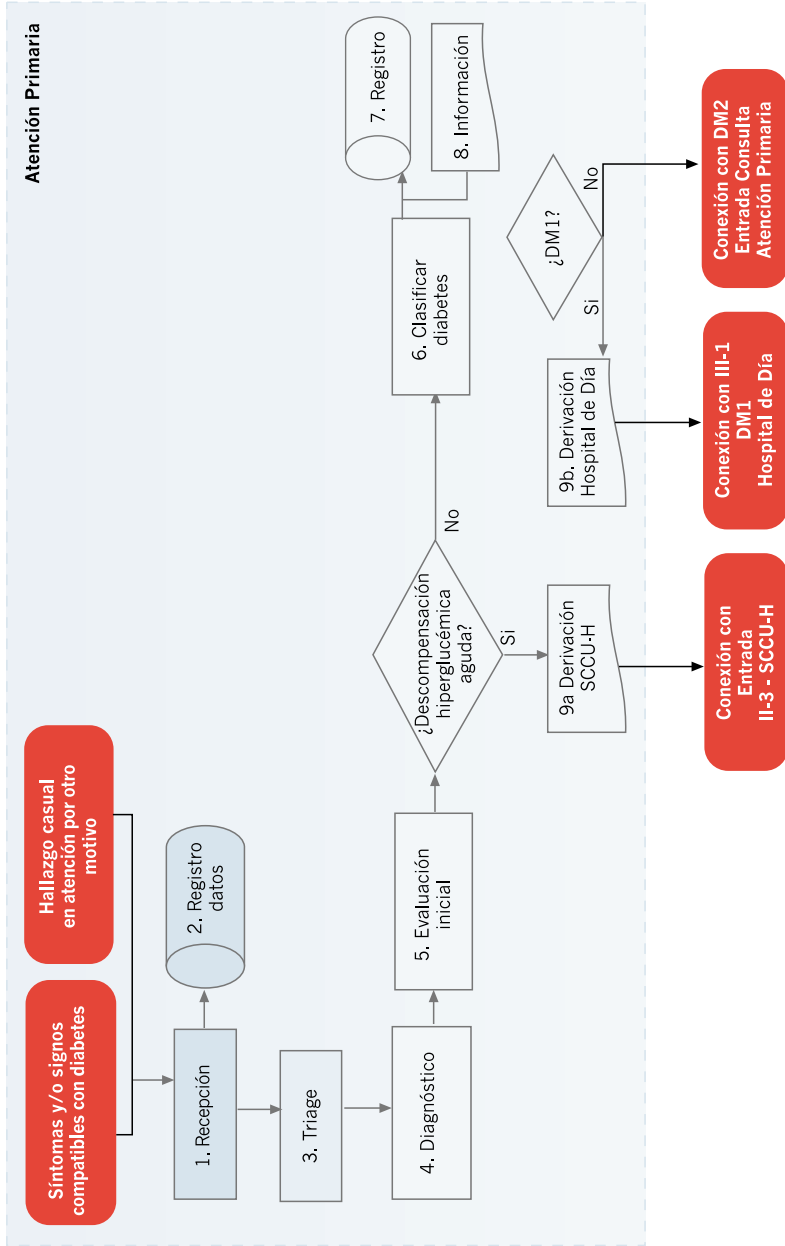 Atención Primaria
Síntomas y/o signos
compatibles con diabetes
Hallazgo casual
en atención por otro
motivo
1. Recepción
2. Registro
datos
3. Triage
4. Diagnóstico
5. Evaluación
inicial
¿Descompensación
hiperglucémica
aguda?
No
Si
6. Clasificar
diabetes
7. Registro
8. Información
9a Derivación
SCCU-H
¿DM1?
Si
No
9b. Derivación
Hospital de Día
Conexión con
Entrada
II-3 - SCCU-H
Conexión con III-1
DM1
Hospital de Día
Conexión con DM2
Entrada Consulta
Atención Primaria